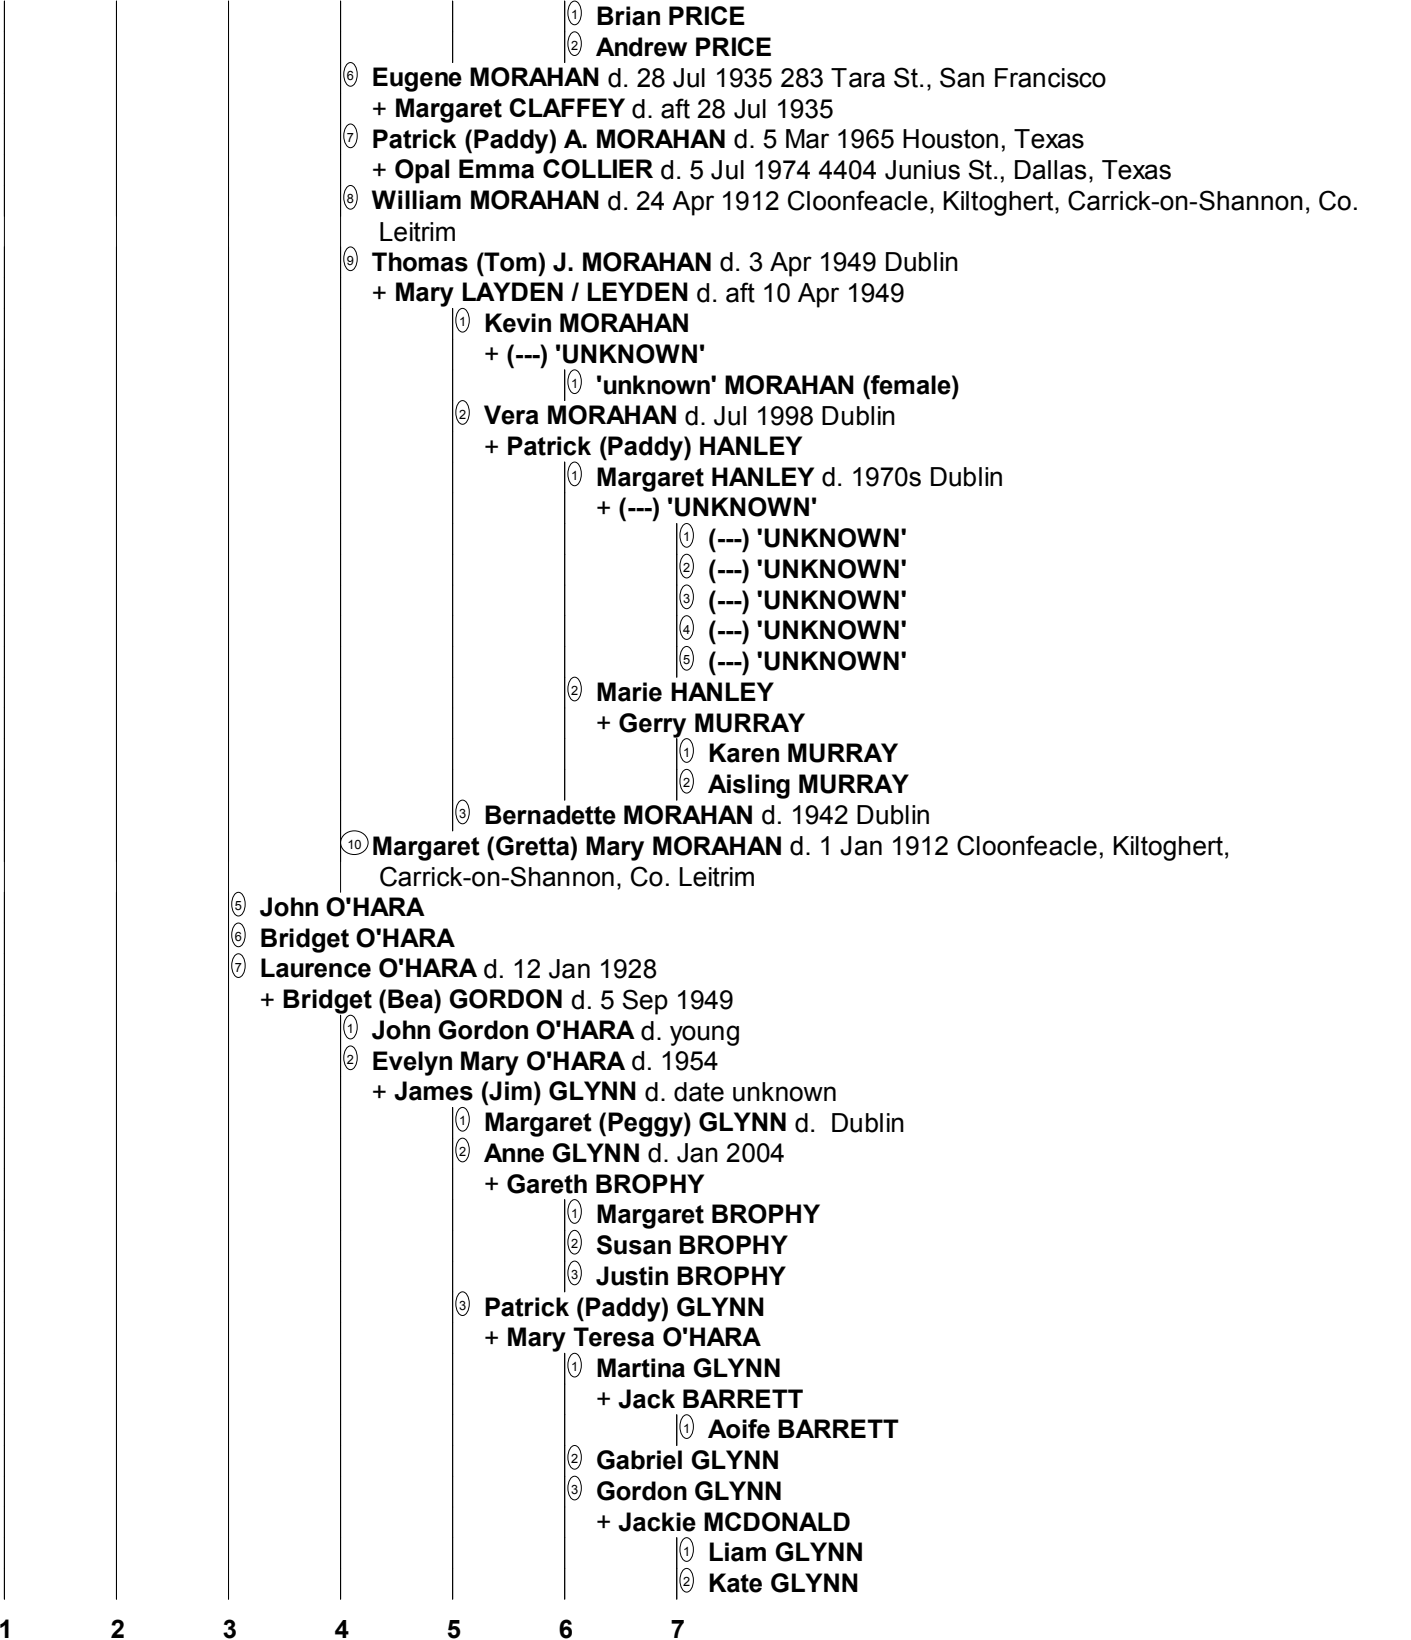 ① Brian PRICE
② Andrew PRICE
⑥ Eugene MORAHAN d. 28 Jul 1935 283 Tara St., San Francisco
+ Margaret CLAFFEY d. aft 28 Jul 1935
⑦ Patrick (Paddy) A. MORAHAN d. 5 Mar 1965 Houston, Texas
+ Opal Emma COLLIER d. 5 Jul 1974 4404 Junius St., Dallas, Texas
⑧ William MORAHAN d. 24 Apr 1912 Cloonfeacle, Kiltoghert, Carrick-on-Shannon, Co.
Leitrim
⑨ Thomas (Tom) J. MORAHAN d. 3 Apr 1949 Dublin
+ Mary LAYDEN / LEYDEN d. aft 10 Apr 1949
① Kevin MORAHAN
+ (---) 'UNKNOWN'
① 'unknown' MORAHAN (female)
② Vera MORAHAN d. Jul 1998 Dublin
+ Patrick (Paddy) HANLEY
① Margaret HANLEY d. 1970s Dublin
+ (---) 'UNKNOWN'
① (---) 'UNKNOWN'
② (---) 'UNKNOWN'
③ (---) 'UNKNOWN'
④ (---) 'UNKNOWN'
⑤ (---) 'UNKNOWN'
② Marie HANLEY
+ Gerry MURRAY
① Karen MURRAY
② Aisling MURRAY
③ Bernadette MORAHAN d. 1942 Dublin
⑩ Margaret (Gretta) Mary MORAHAN d. 1 Jan 1912 Cloonfeacle, Kiltoghert,
Carrick-on-Shannon, Co. Leitrim
⑤ John O'HARA
⑥ Bridget O'HARA
⑦ Laurence O'HARA d. 12 Jan 1928
+ Bridget (Bea) GORDON d. 5 Sep 1949
① John Gordon O'HARA d. young
② Evelyn Mary O'HARA d. 1954
+ James (Jim) GLYNN d. date unknown
① Margaret (Peggy) GLYNN d. Dublin
② Anne GLYNN d. Jan 2004
+ Gareth BROPHY
① Margaret BROPHY
② Susan BROPHY
③ Justin BROPHY
③ Patrick (Paddy) GLYNN
+ Mary Teresa O'HARA
① Martina GLYNN
+ Jack BARRETT
① Aoife BARRETT
② Gabriel GLYNN
③ Gordon GLYNN
+ Jackie MCDONALD
① Liam GLYNN
② Kate GLYNN
1 2 3 4 5 6 7